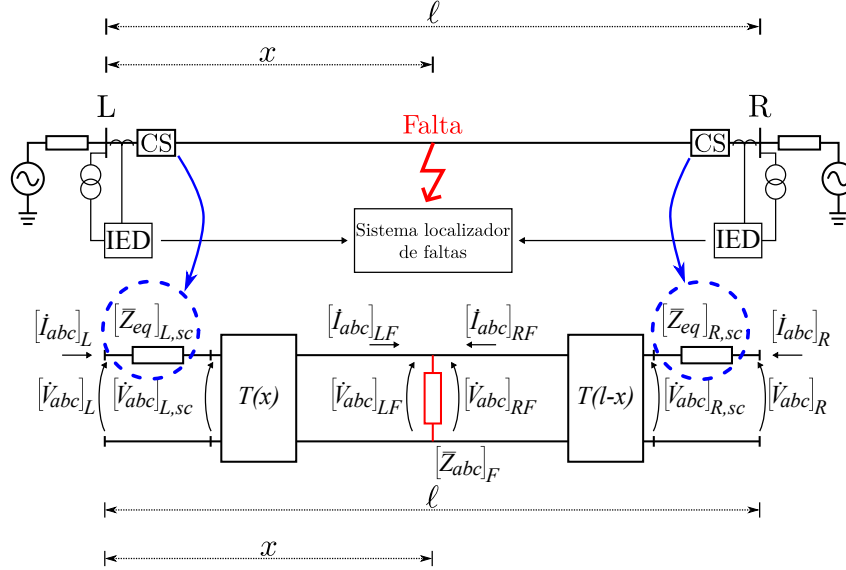 ℓ
x
L
R
CS
Falta
CS
IED
Sistema localizador
de faltas
IED
[Z̅eq]L,sc
[İabc]LF
[İabc]RF
[Z̅eq]R,sc
[İabc]L
[İabc]R
[V̇abc]L
[V̇abc]L,sc
T(x)
[V̇abc]LF
[V̇abc]RF
T(l-x)
[V̇abc]R,sc
[V̇abc]R
[Z̅abc]F
ℓ
x